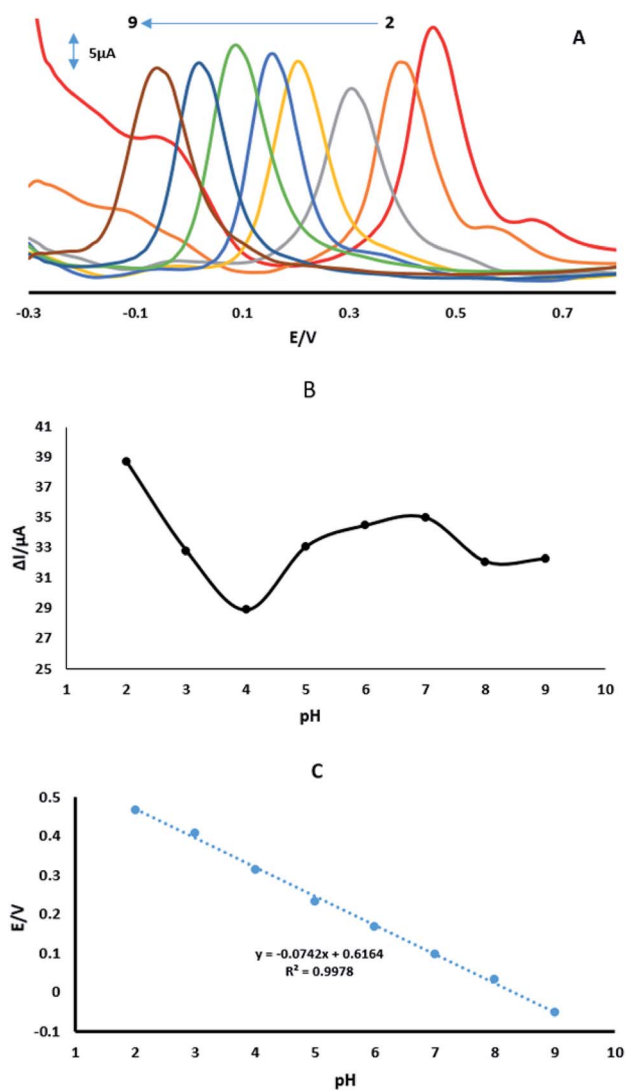 9 2
A
5µA
-0.3 -0.1 0.1 0.3 0.5 0.7
E/V
B
41
39
37
35
33
31
29
27
25
ΔI/µA
1 2 3 4 5 6 7 8 9 10
pH
C
0.5
0.4
0.3
0.2
0.1
0
-0.1
E/V
y = -0.0742x + 0.6164
R² = 0.9978
1 2 3 4 5 6 7 8 9 10
pH